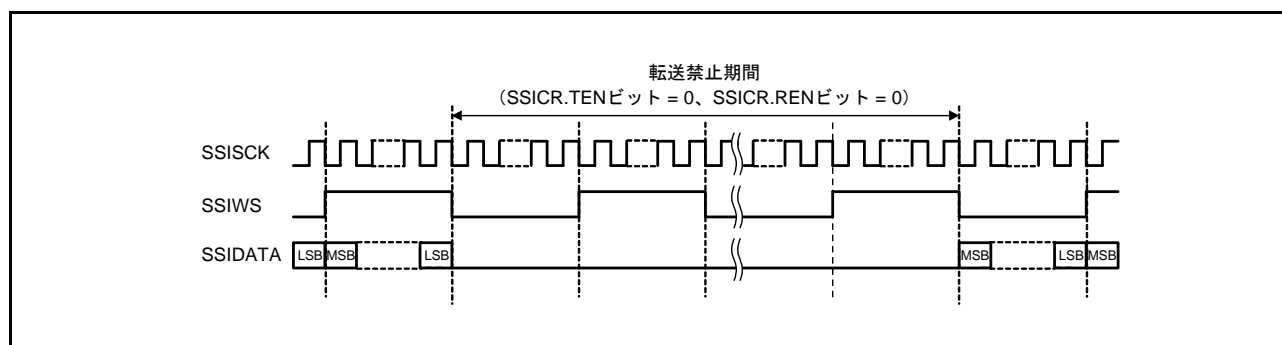 転送禁止期間
（SSICR.TENビット = 0、SSICR.RENビット = 0）
SSISCK
SSIWS
SSIDATA LSB MSB LSB MSB LSB MSB